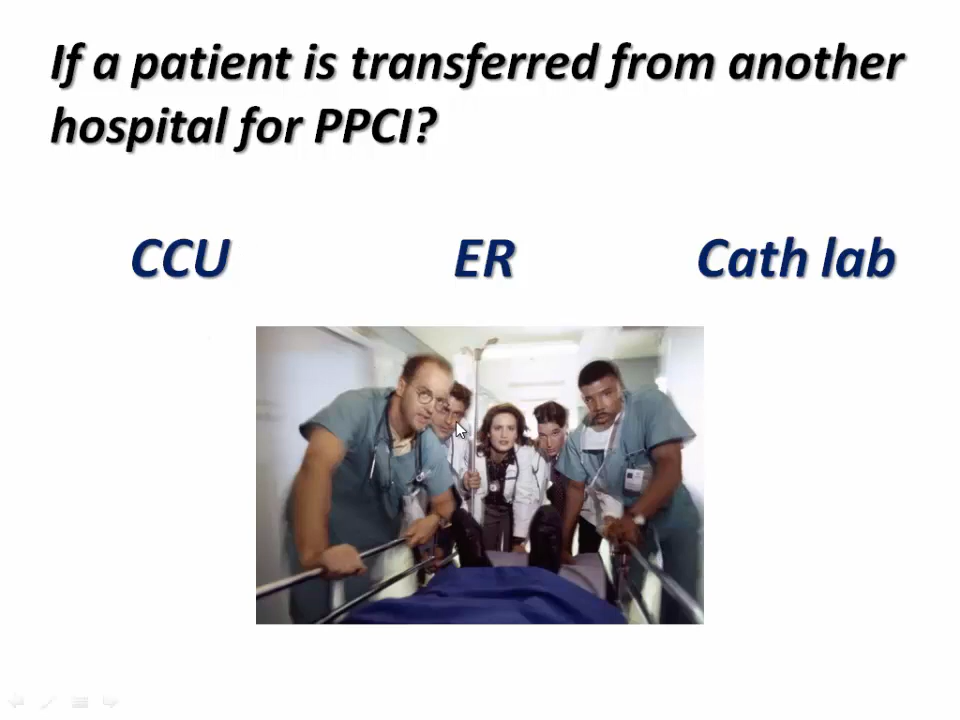 If a patient is transferred from another
hospital for PPCI?
CCU ER Cath lab